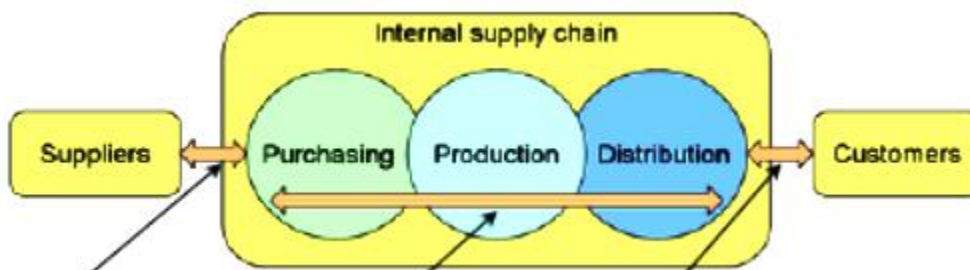 Internal supply chain
Suppliers
Purchasing
Production
Distribution
Customers